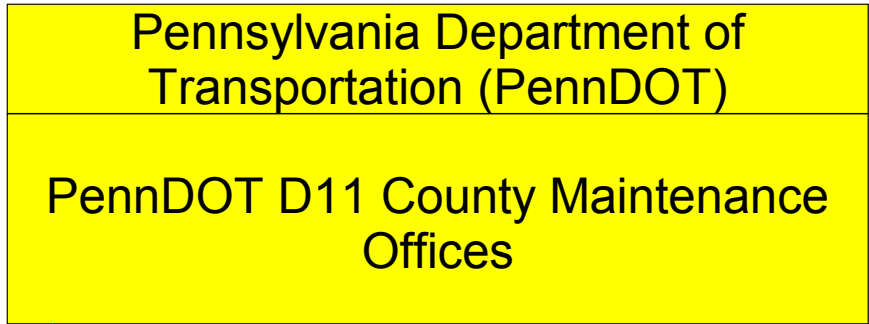 Pennsylvania Department of
Transportation (PennDOT)
PennDOT D11 County Maintenance
Offices